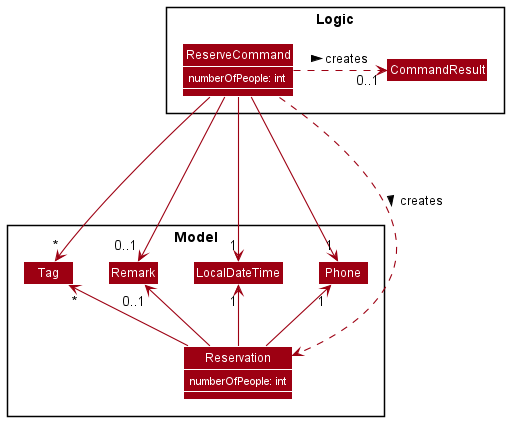 Logic
ReserveCommand
numberOfPeople: int
creates
0..1
CommandResult
creates
* 0..1 1 1
Model
Tag Remark LocalDateTime Phone
* 0..1 1 1
Reservation
numberOfPeople: int